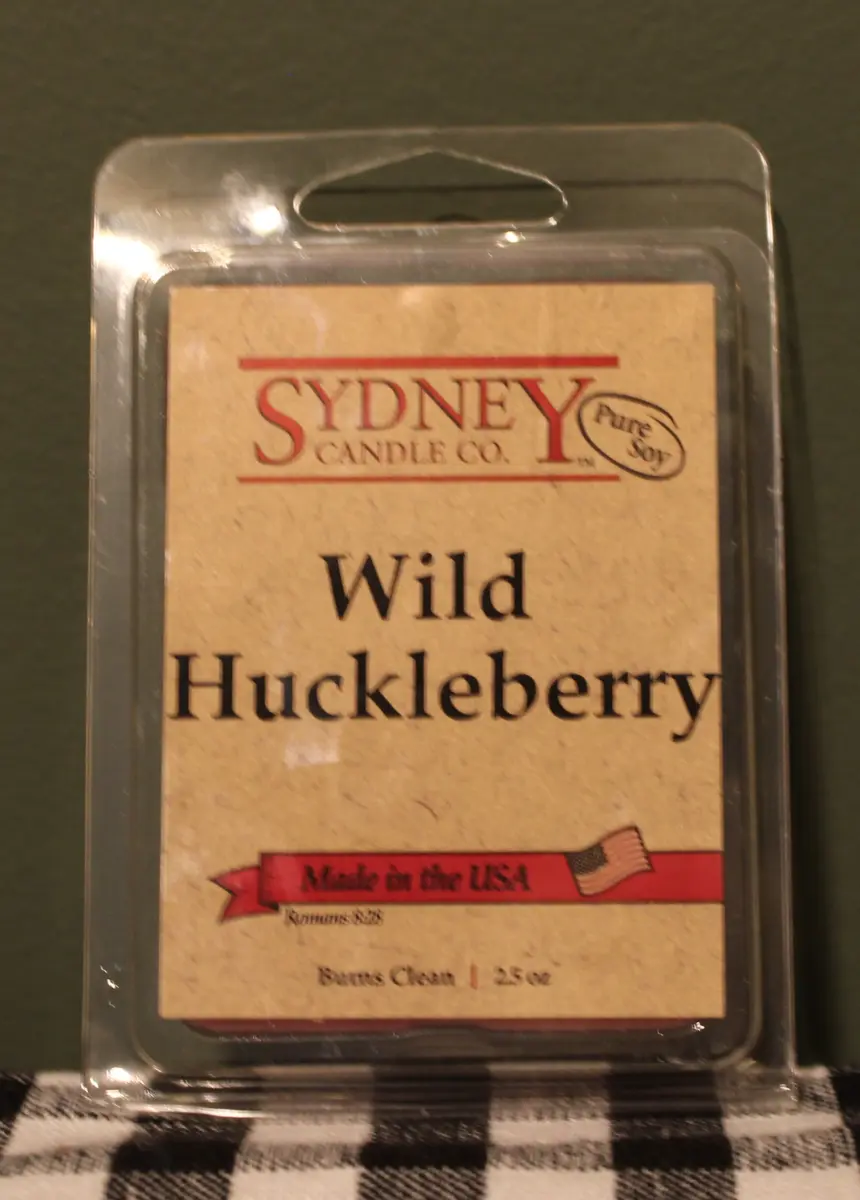 SYDNEY
CANDLE CO. ™
Pure
Soy
Wild
Huckleberry
Made in the USA
Romans 8:28
Burns Clean | 2.5 oz